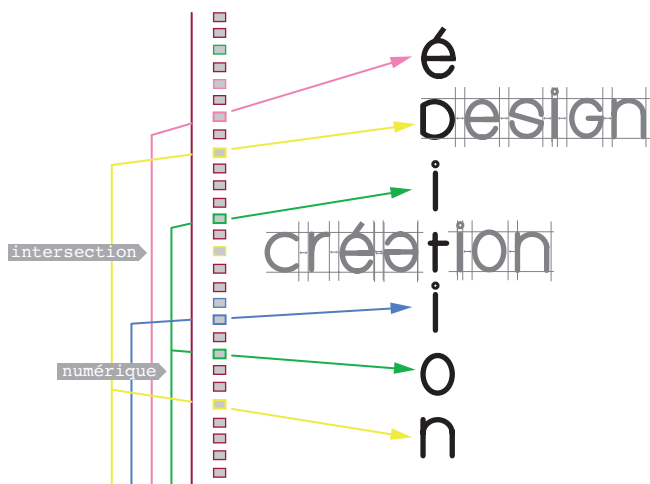 é
Design
i
intersection
création
i
numérique
o
n